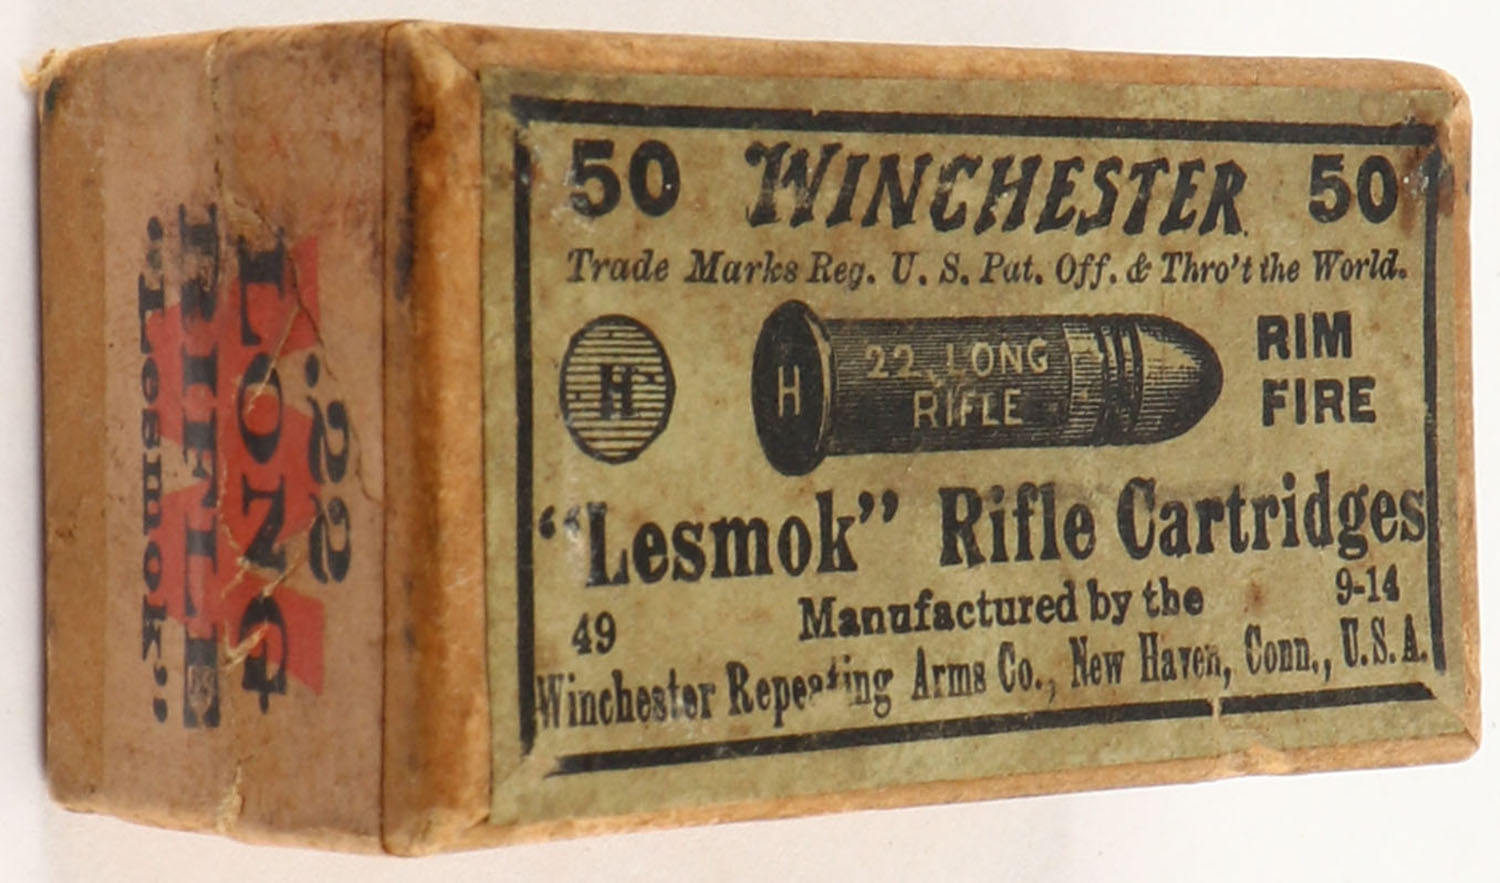 50 WINCHESTER 50
Trade Marks Reg. U. S. Pat. Off. & Thro't the World.
H
H
22 LONG
RIFLE
RIM
FIRE
"Lesmok" Rifle Cartridges
49
Manufactured by the
9-14
Winchester Repeating Arms Co., New Haven, Conn., U.S.A.
.22
LONG
RIFLE
"Lesmok"